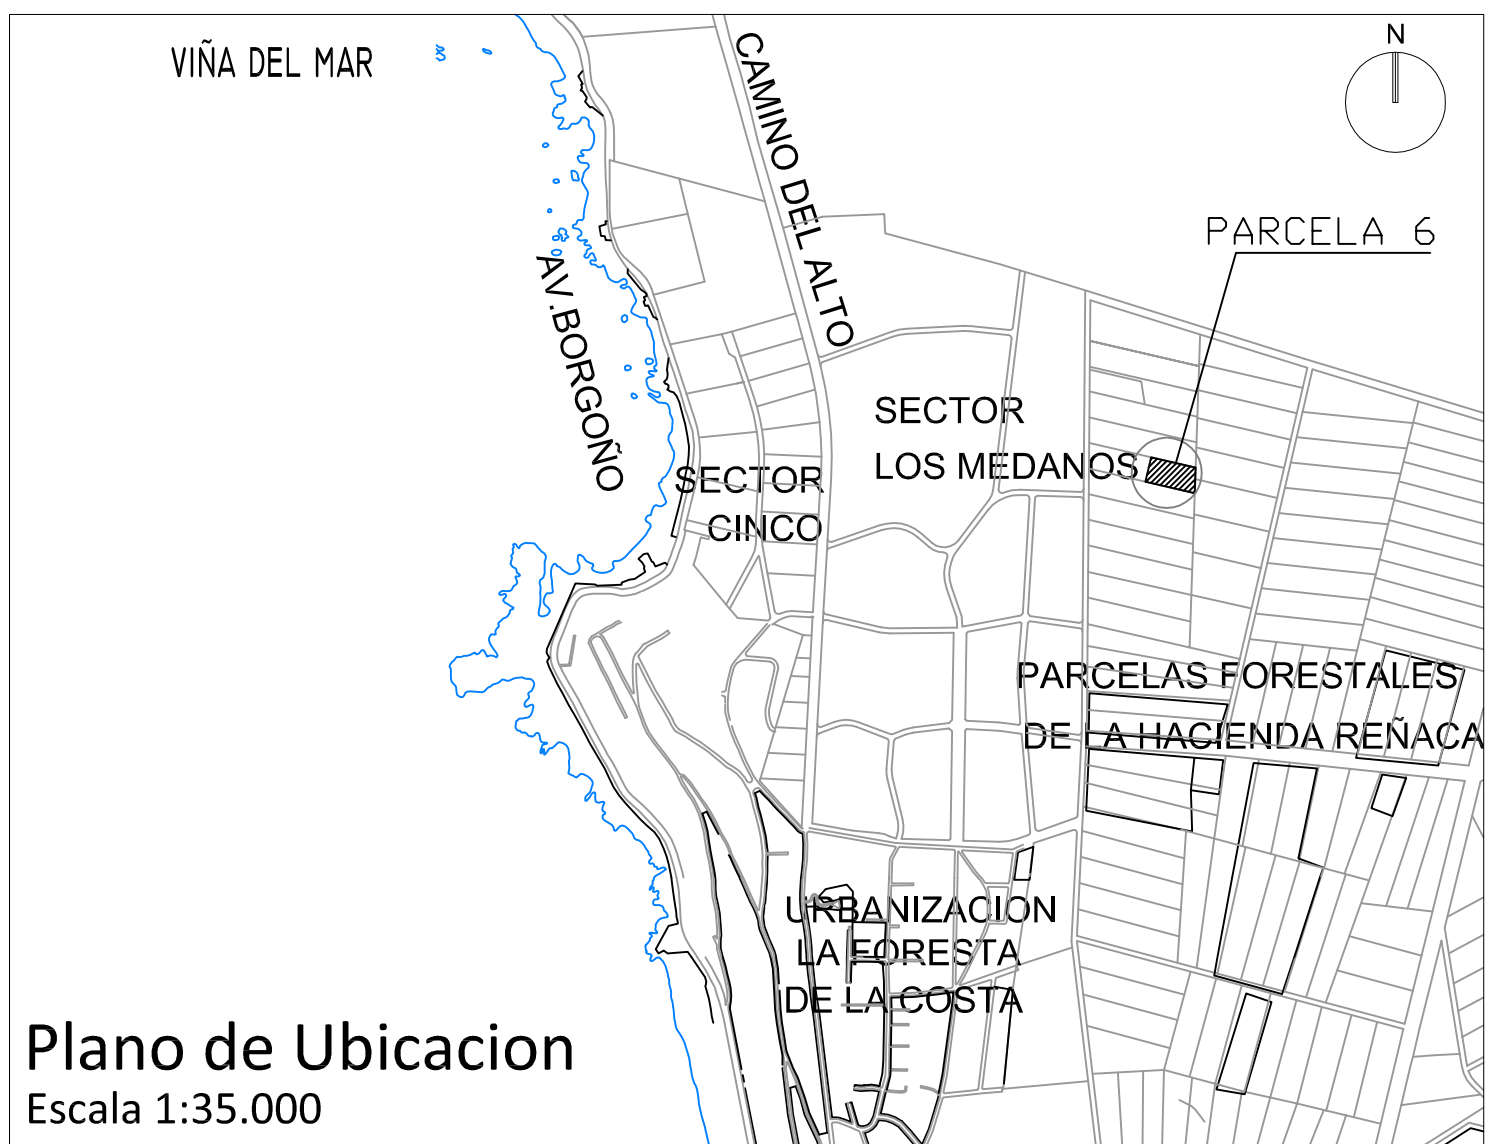 VIÑA DEL MAR
N
CAMINO DEL ALTO
PARCELA 6
AV.BORGOÑO
SECTOR
LOS MEDANOS
SECTOR
CINCO
PARCELAS FORESTALES
DE LA HACIENDA REÑACA
URBANIZACION
LA FORESTA
DE LA COSTA
Plano de Ubicacion
Escala 1:35.000